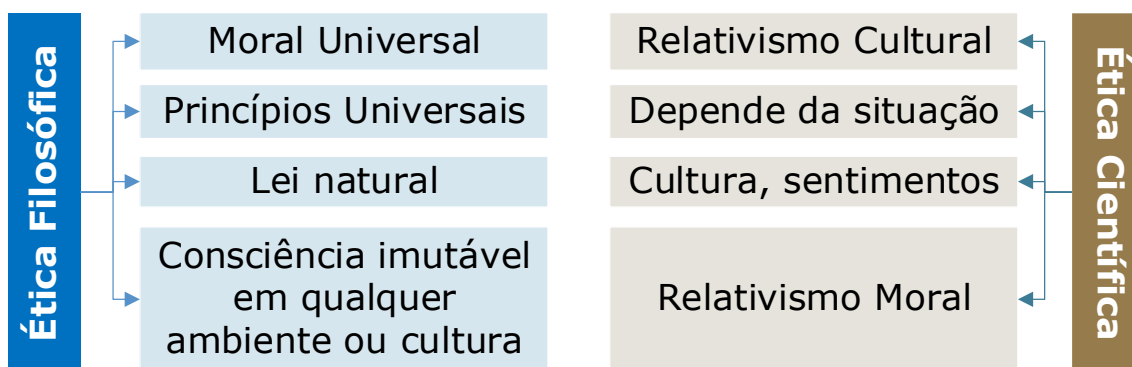 Ética Filosófica
Moral Universal
Princípios Universais
Lei natural
Consciência imutável
em qualquer
ambiente ou cultura
Relativismo Cultural
Depende da situação
Cultura, sentimentos
Relativismo Moral
Ética Científica